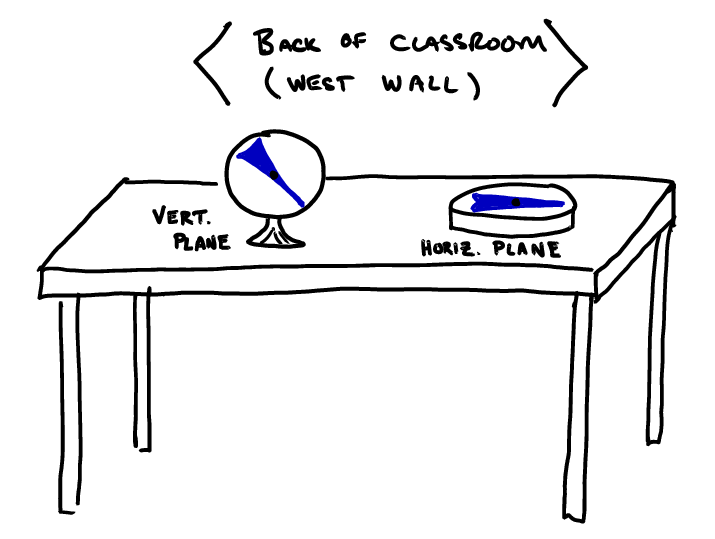 BACK OF CLASSROOM
(WEST WALL)
VERT.
PLANE
HORIZ. PLANE